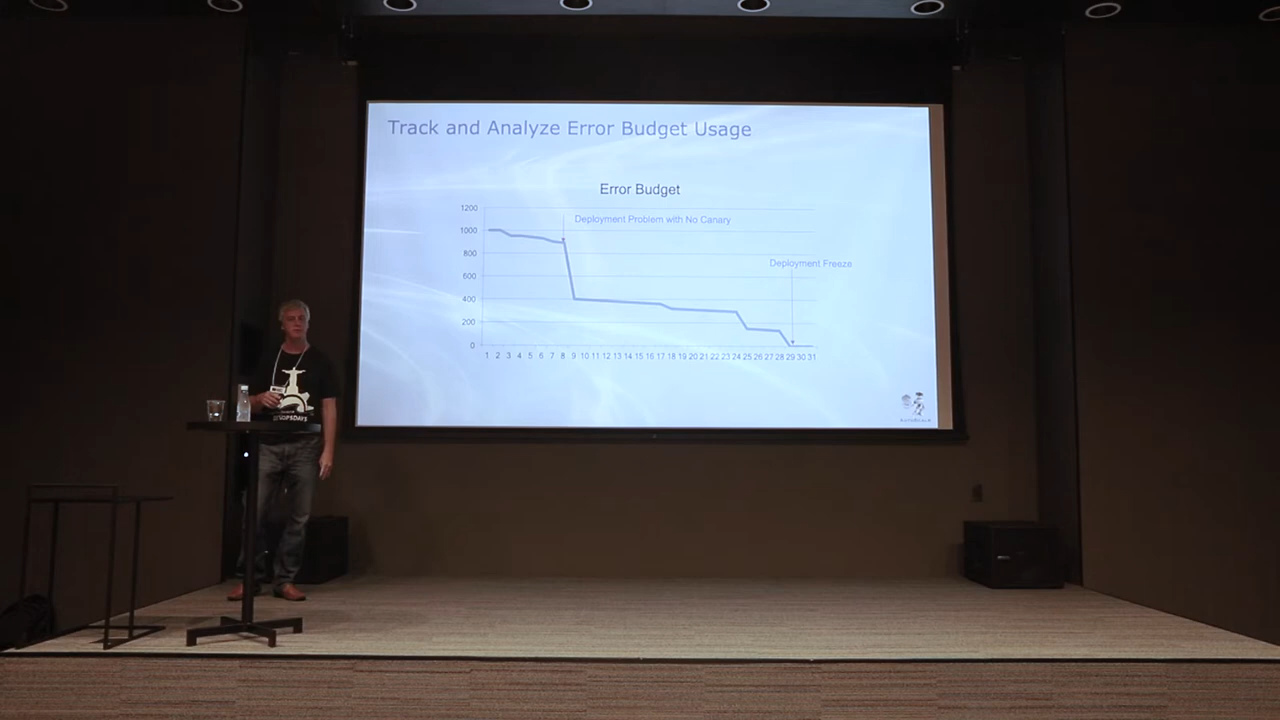 Track and Analyze Error Budget Usage
Error Budget
1200
Deployment Problem with No Canary
1000
800
Deployment Freeze
600
400
200
0
1 2 3 4 5 6 7 8 9 10 11 12 13 14 15 16 17 18 19 20 21 22 23 24 25 26 27 28 29 30 31